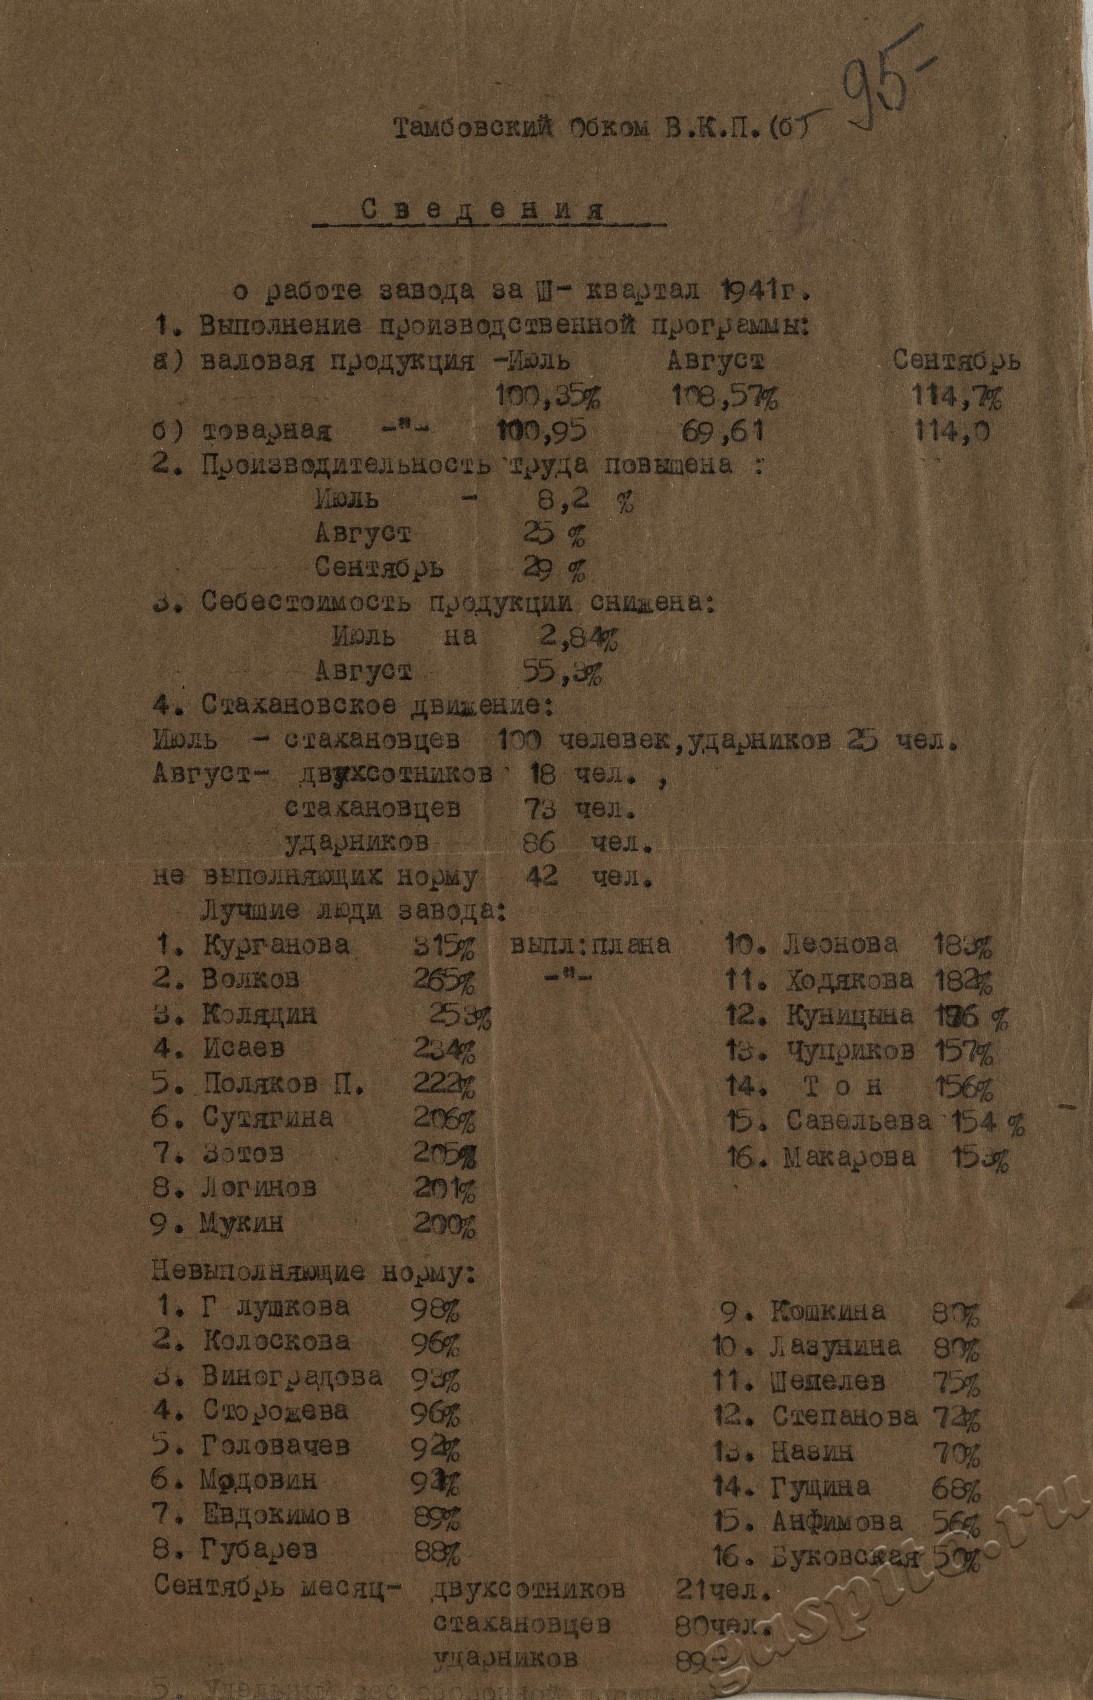 95-
Тамбовский Обком В.К.П.(б)
Сведения
о работе завода за Ш- квартал 1941г.
1. Выполнение производственной программы:
а) валовая продукция -Июль Август Сентябрь
100,35% 108,57% 114,7%
б) товарная -"- 100,95 69,61 114,0
2. Производительность труда повышена :
Июль - 8,2 %
Август 25 %
Сентябрь 29 %
3. Себестоимость продукции снижена:
Июль на 2,84%
Август 55,3%
4. Стахановское движение:
Июль - стахановцев 100 челевек,ударников 25 чел.
Август- двухсотников 18 чел. ,
стахановцев 73 чел.
ударников 86 чел.
не выполняющих норму 42 чел.
Лучшие люди завода:
1. Курганова 315% выпл:плана 10. Леонова 183%
2. Волков 265% -"- 11. Ходякова 182%
3. Колядин 253% 12. Куницына %
4. Исаев 234% 13. Чуприков 157%
5. Поляков П. 222% 14. Т о н 156%
6. Сутягина 206% 15. Савельева 154 %
7. Зотов 205% 16. Макарова 153%
8. Логинов 201%
9. Мукин 200%
Невыполняющие норму:
1. Г лушкова 98% 9. Кошкина 80%
2. Колоскова 96% 10. Лазунина 80%
3. Виноградова 93% 11. Шепелев 75%
4. Сторожева 96% 12. Степанова 72%
5. Головачев 92% 13. Назин 70%
6. Мордовин % 14. Гущина 68%
7. Евдокимов 89% 15. Анфимова 56%
8. Губарев 88% 16. Буковская 50%
Сентябрь месяц- двухсотников 21чел.
стахановцев 80чел.
ударников 89
5.
gaspito.ru